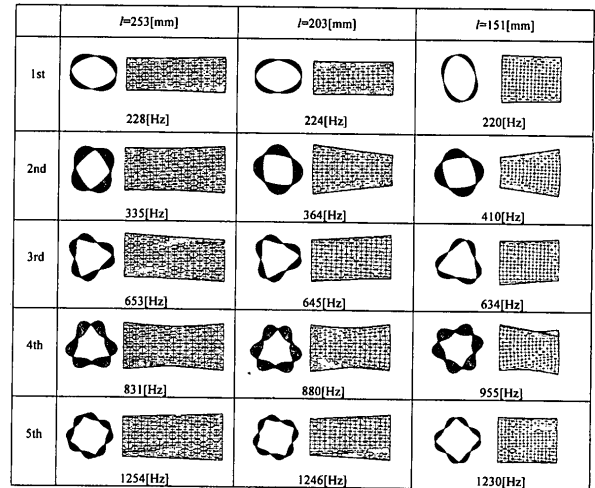 l=253[mm] l=203[mm] l=151[mm]
1st
228[Hz] 224[Hz] 220[Hz]
2nd
335[Hz] 364[Hz] 410[Hz]
3rd
653[Hz] 645[Hz] 634[Hz]
4th
831[Hz] 880[Hz] 955[Hz]
5th
1254[Hz] 1246[Hz] 1230[Hz]